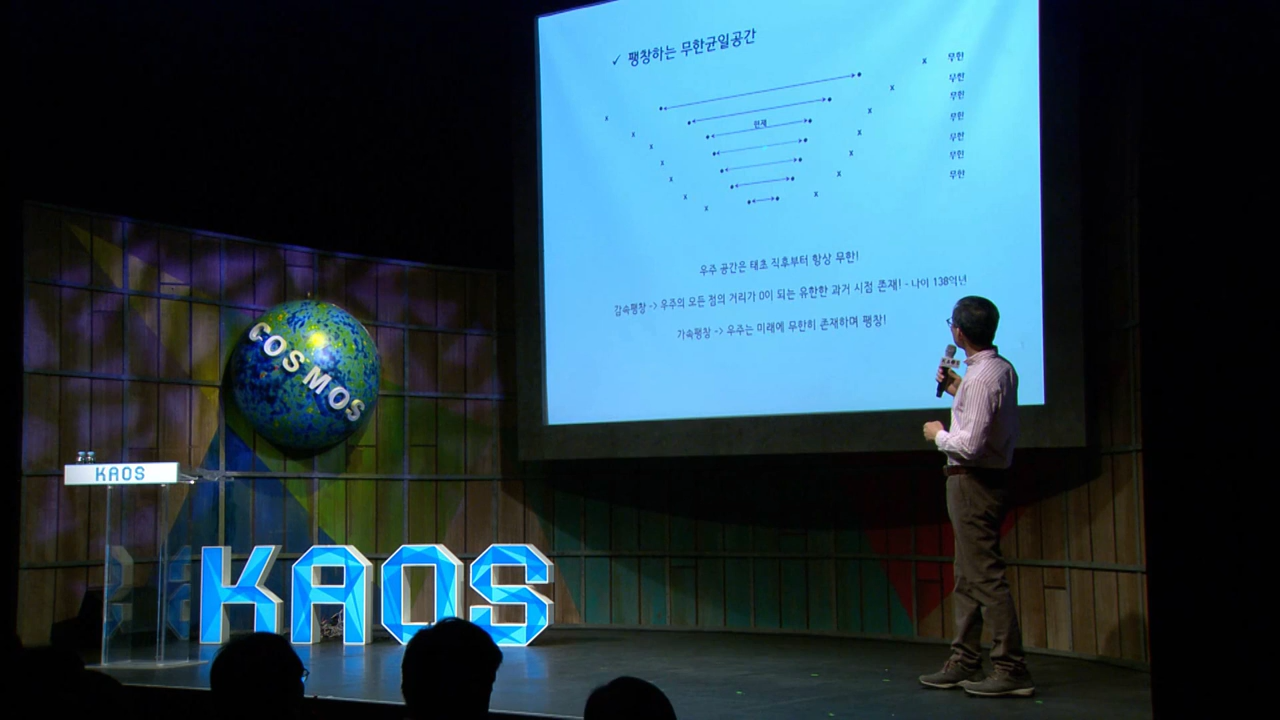 ✓ 팽창하는 무한균일공간
무한
무한
무한
현재
무한
무한
무한
무한
우주 공간은 태초 직후부터 항상 무한!
감속팽창 -> 우주의 모든 점의 거리가 0이 되는 유한한 과거 시점 존재! - 나이 138억년
가속팽창 -> 우주는 미래에 무한히 존재하며 팽창!
COSMOS
KAOS
KAOS